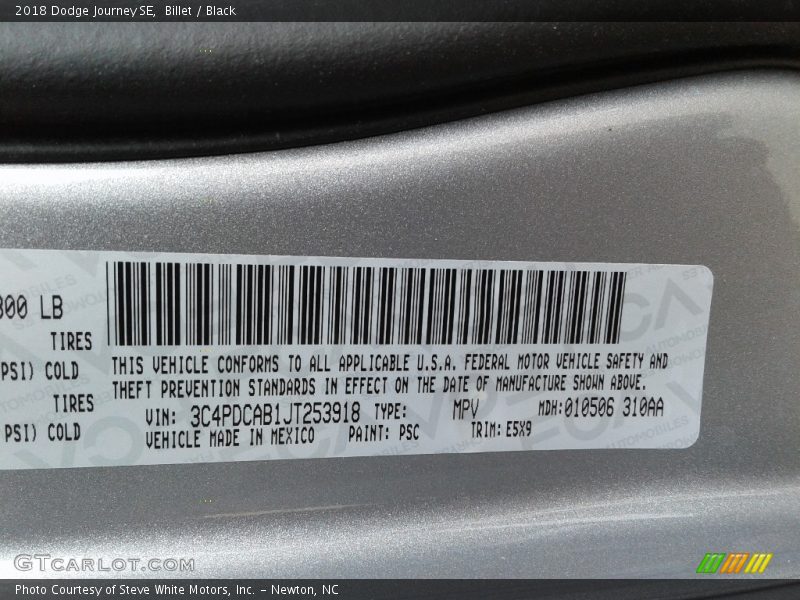 2018 Dodge Journey SE,  Billet / Black
LB
TIRES
PSI) COLD
TIRES
PSI) COLD
THIS VEHICLE CONFORMS TO ALL APPLICABLE U.S.A. FEDERAL MOTOR VEHICLE SAFETY AND
THEFT PREVENTION STANDARDS IN EFFECT ON THE DATE OF MANUFACTURE SHOWN ABOVE.
VIN: 3C4PDCAB1JT253918 TYPE: MPV MDH:010506 310AA
VEHICLE MADE IN MEXICO PAINT: PSC TRIM: E5X9
GTCARLOT.COM
Photo Courtesy of Steve White Motors, Inc. – Newton, NC